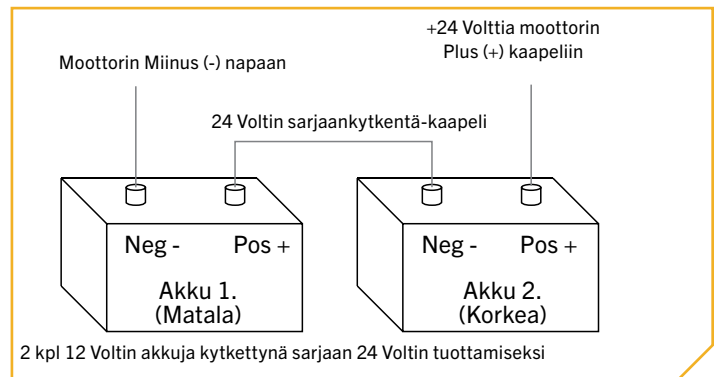 +24 Volttia moottorin
Plus (+) kaapeliin
Moottorin Miinus (-) napaan
24 Voltin sarjaankytkentä-kaapeli
Neg - Pos +
Akku 1.
(Matala)
Neg - Pos +
Akku 2.
(Korkea)
2 kpl 12 Voltin akkuja kytkettynä sarjaan 24 Voltin tuottamiseksi